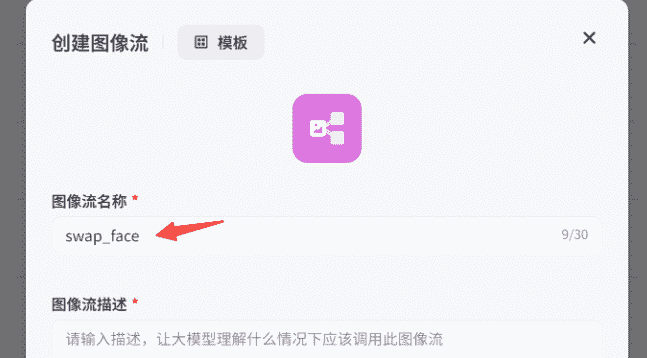 创建图像流 模板
图像流名称 *
swap_face 9/30
图像流描述 *
请输入描述，让大模型理解什么情况下应该调用此图像流